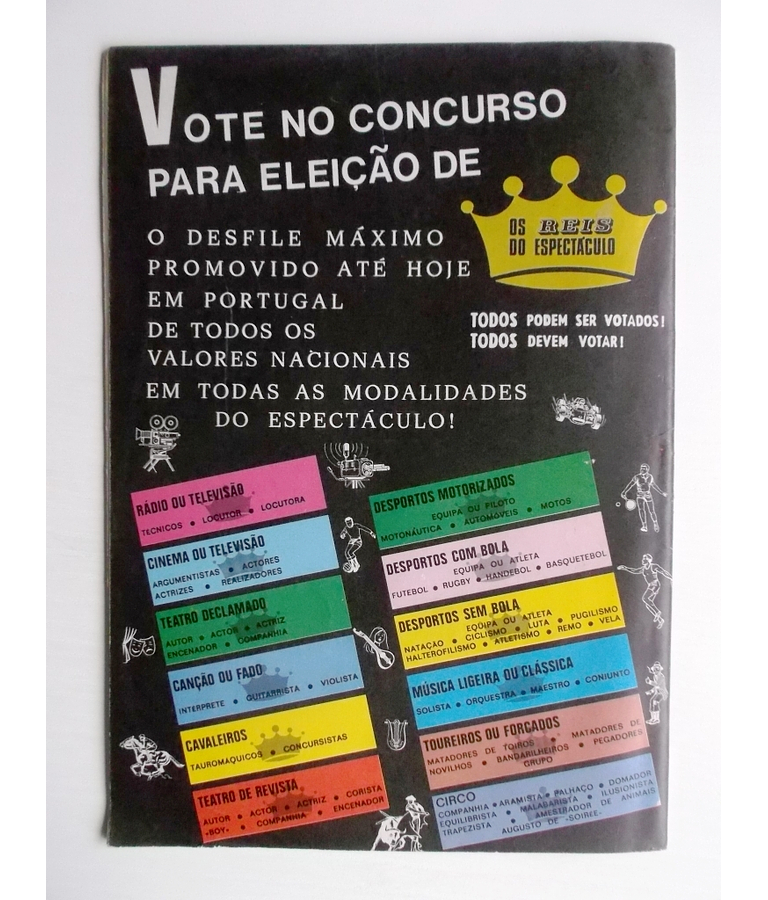 VOTE NO CONCURSO
PARA ELEIÇÃO DE
OS REIS
DO ESPECTÁCULO
O DESFILE MÁXIMO
PROMOVIDO ATÉ HOJE
EM PORTUGAL
DE TODOS OS
VALORES NACIONAIS
EM TODAS AS MODALIDADES
DO ESPECTÁCULO!
TODOS PODEM SER VOTADOS!
TODOS DEVEM VOTAR!
RÁDIO OU TELEVISÃO
TECNICOS • LOCUTOR • LOCUTORA
CINEMA OU TELEVISÃO
ARGUMENTISTAS • ACTORES
ACTRIZES • REALIZADORES
TEATRO DECLAMADO
AUTOR • ACTOR • ACTRIZ
ENCENADOR • COMPANHIA
CANÇÃO OU FADO
INTERPRETE • GUITARRISTA • VIOLISTA
CAVALEIROS
TAUROMAQUICOS • CONCURSISTAS
TEATRO DE REVISTA
AUTOR • ACTOR • ACTRIZ • CORISTA
«BOY» • COMPANHIA • ENCENADOR
DESPORTOS MOTORIZADOS
EQUIPA OU PILOTO
MOTONÁUTICA • AUTOMÓVEIS • MOTOS
DESPORTOS COM BOLA
EQUIPA OU ATLETA
FUTEBOL • RUGBY • HANDEBOL • BASQUETEBOL
DESPORTOS SEM BOLA
EQUIPA OU ATLETA
NATAÇÃO • CICLISMO • LUTA • PUGILISMO
HALTEROFILISMO • ATLETISMO • REMO • VELA
MÚSICA LIGEIRA OU CLÁSSICA
SOLISTA • ORQUESTRA • MAESTRO • CONJUNTO
TOUREIROS OU FORCADOS
MATADORES DE TOIROS • MATADORES DE
NOVILHOS • BANDARILHEIROS • PEGADORES
GRUPO
CIRCO
COMPANHIA • ARAMISTA • PALHAÇO • DOMADOR
EQUILIBRISTA • MALABARISTA • ILUSIONISTA
TRAPEZISTA • AMESTRADOR DE ANIMAIS
AUGUSTO DE «SOIRÉE»